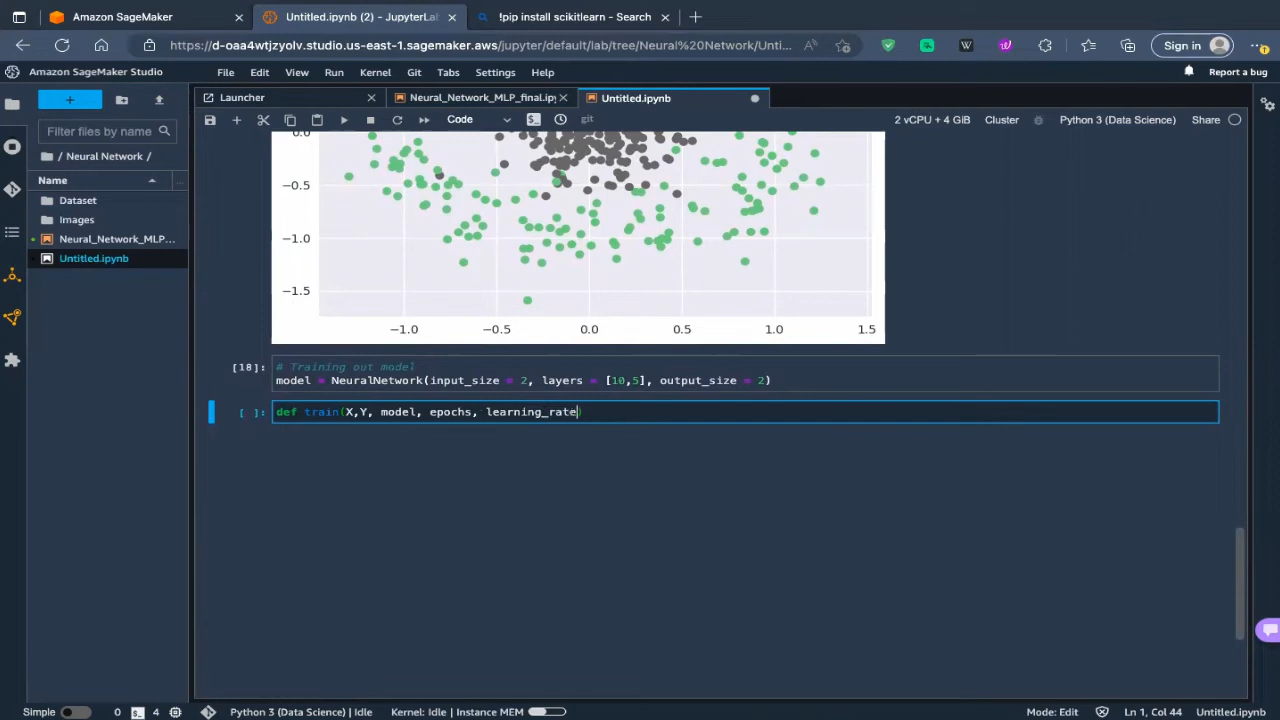 Amazon SageMaker
Untitled.ipynb (2) - JupyterLab
!pip install scikitlearn - Search
https://d-oaa4wtjzyolv.studio.us-east-1.sagemaker.aws/jupyter/default/lab/tree/Neural%20Network/Unti...
Sign in
Amazon SageMaker Studio
File Edit View Run Kernel Git Tabs Settings Help
Report a bug
Launcher
Neural_Network_MLP_final.ipy
Untitled.ipynb
Filter files by name
Code
git
2 vCPU + 4 GiB Cluster Python 3 (Data Science) Share
/ Neural Network /
Name
Dataset
Images
Neural_Network_MLP...
Untitled.ipynb
0.0
−0.5
−1.0
−1.5
−1.0 −0.5 0.0 0.5 1.0 1.5
[18]: # Training out model
model = NeuralNetwork(input_size = 2, layers = [10,5], output_size = 2)
[ ]: def train(X,Y, model, epochs, learning_rate)
Simple 0 4 Python 3 (Data Science) | Idle Kernel: Idle | Instance MEM Mode: Edit Ln 1, Col 44 Untitled.ipynb